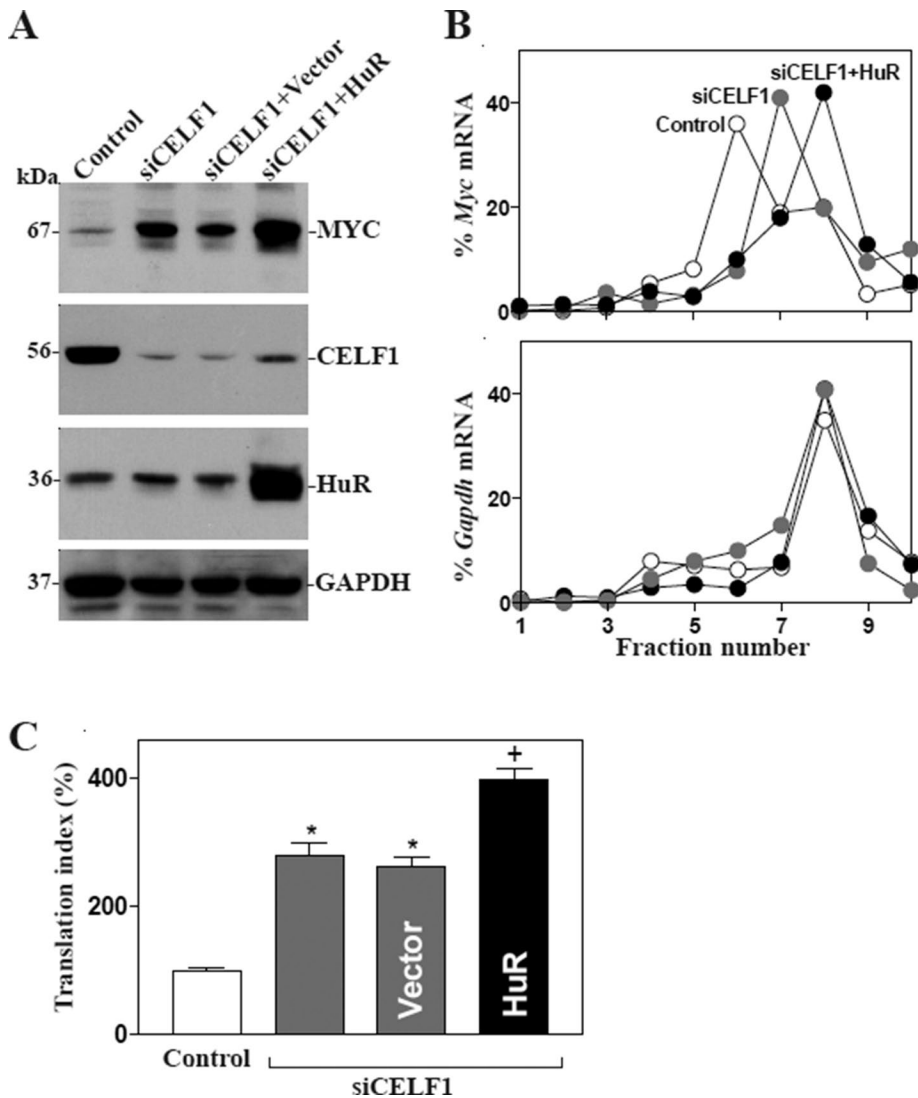 A
Control
siCELF1
siCELF1+Vector
siCELF1+HuR
kDa
67
MYC
56
CELF1
36
HuR
37
GAPDH
B
siCELF1+HuR
siCELF1
Control
40
20
0
% Myc mRNA
40
20
0
% Gapdh mRNA
1 3 5 7 9
Fraction number
C
Translation index (%)
400
200
0
*
*
+
Vector
HuR
Control
siCELF1